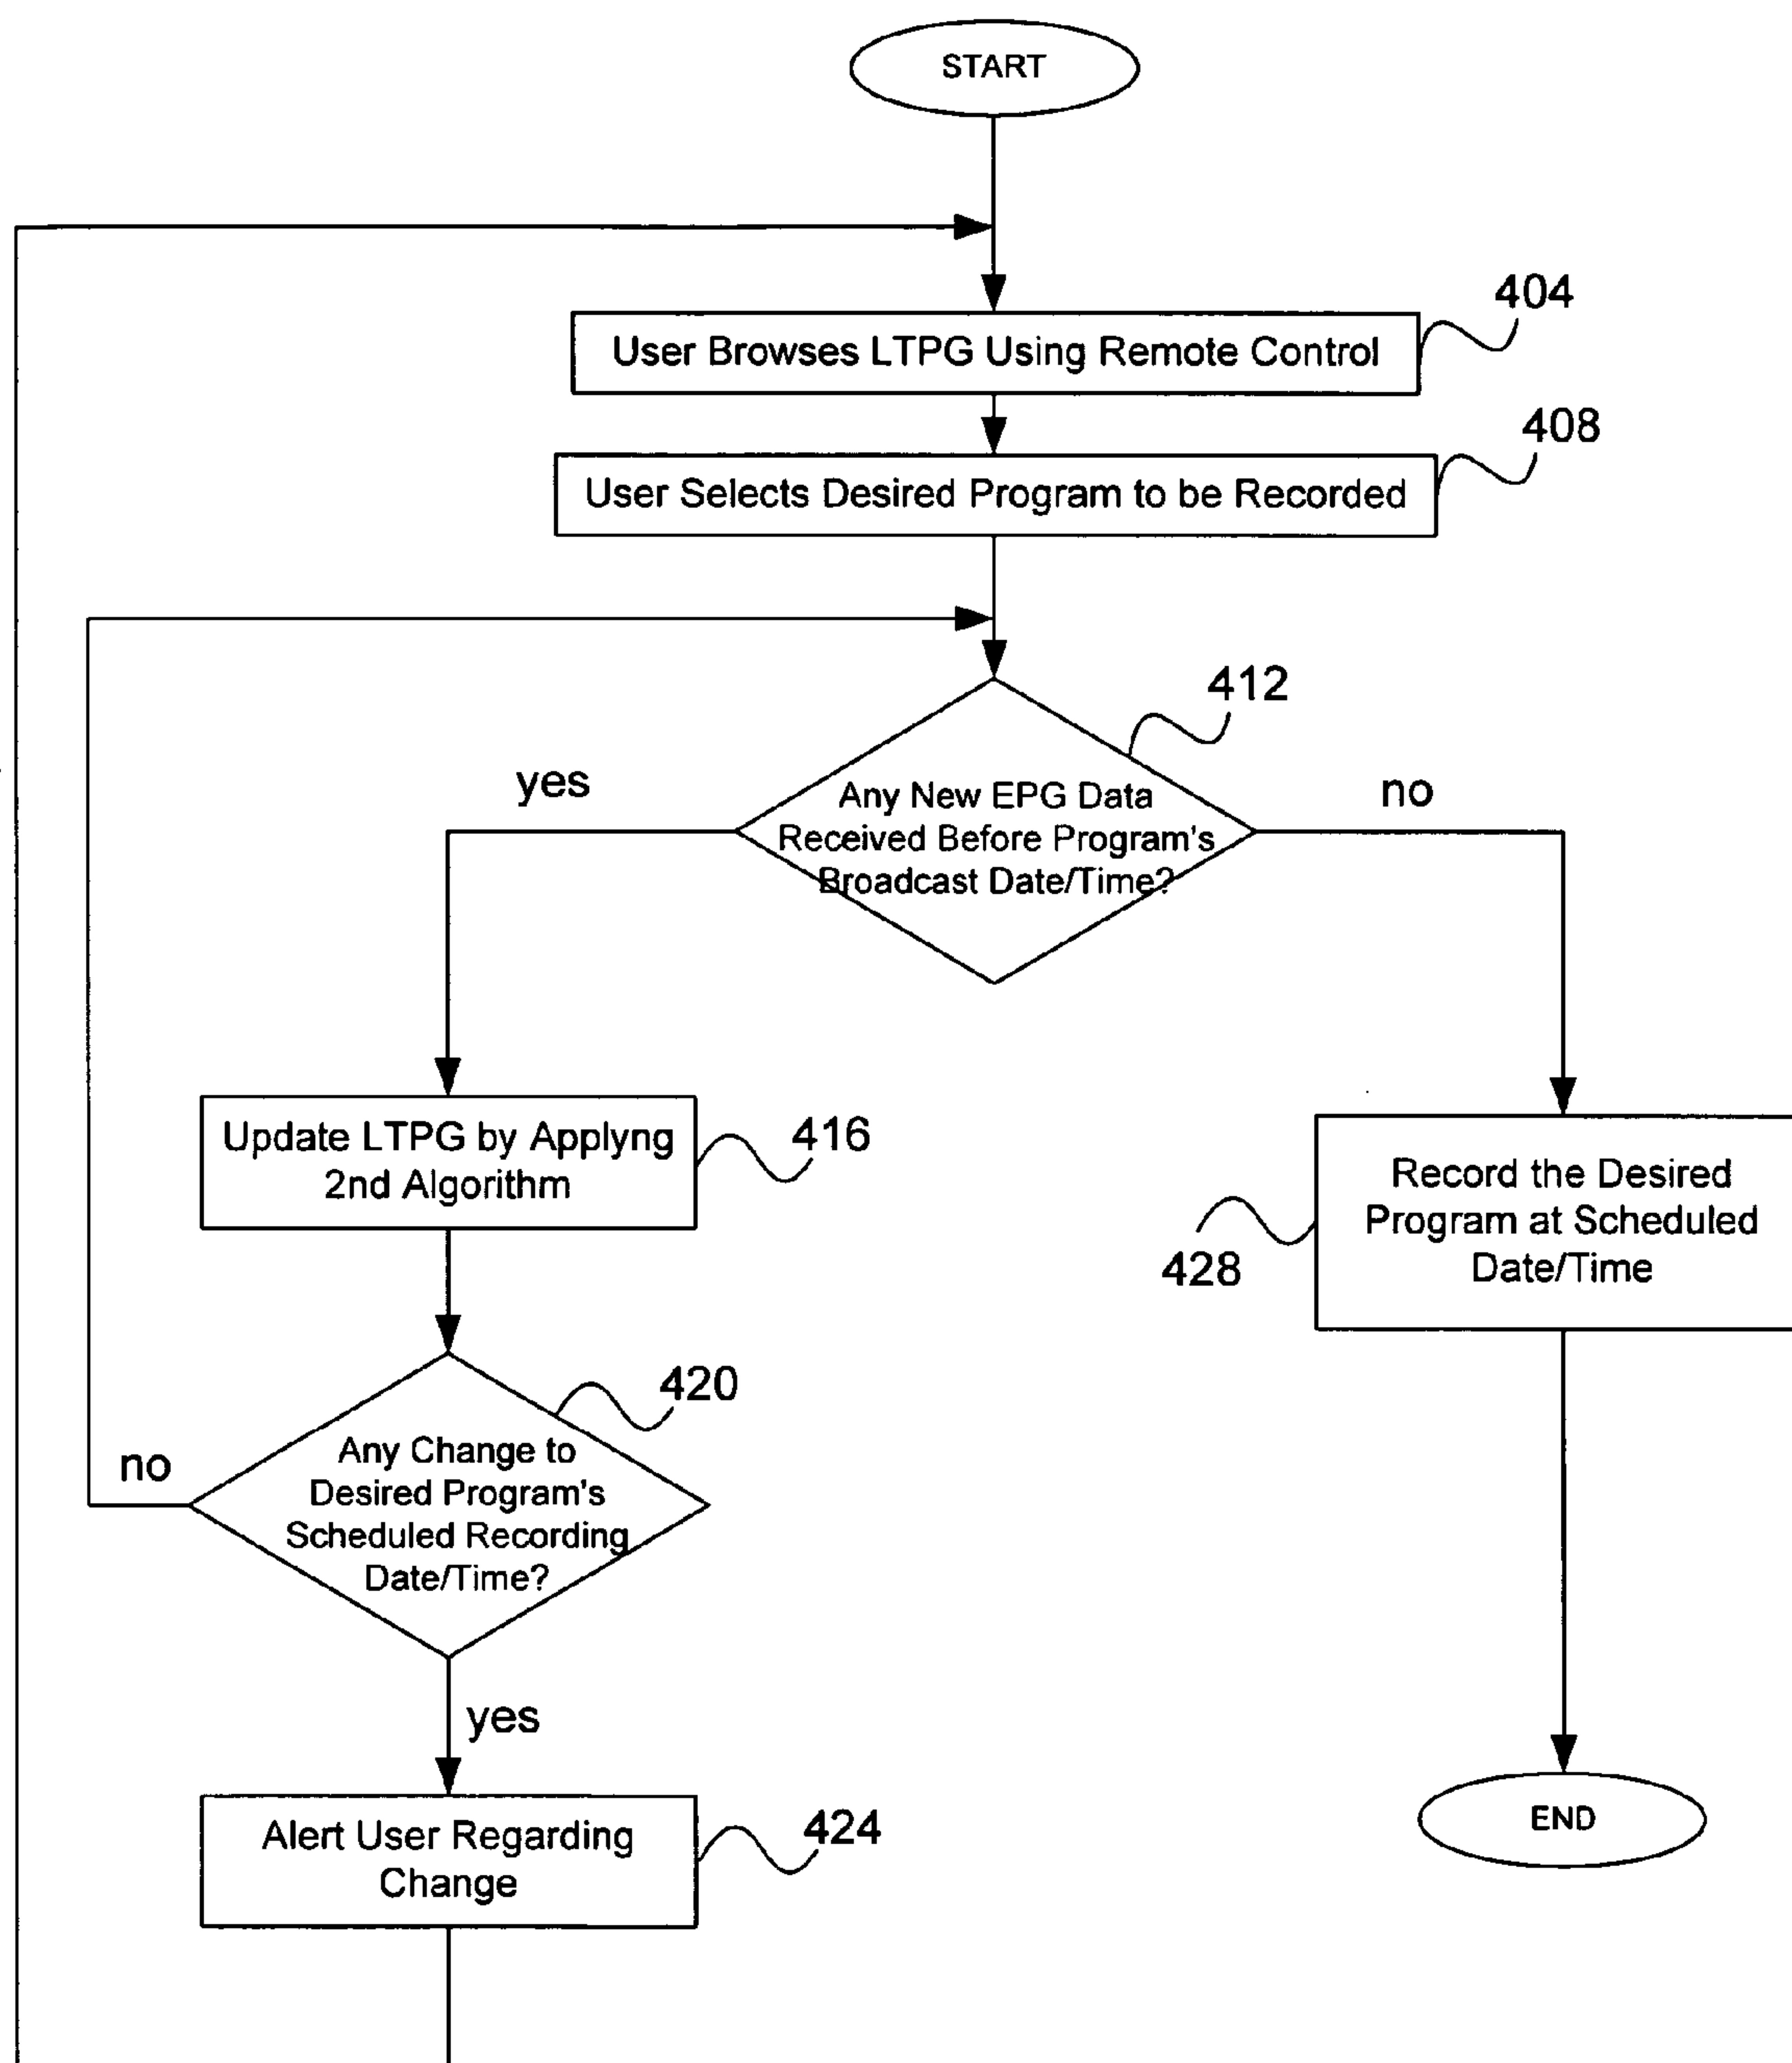 START
404
User Browses LTPG Using Remote Control
408
User Selects Desired Program to be Recorded
412
yes
Any New EPG Data
Received Before Program's
Broadcast Date/Time?
no
Update LTPG by Applyng
2nd Algorithm
416
Record the Desired
Program at Scheduled
Date/Time
428
420
no
Any Change to
Desired Program's
Scheduled Recording
Date/Time?
yes
Alert User Regarding
Change
424
END